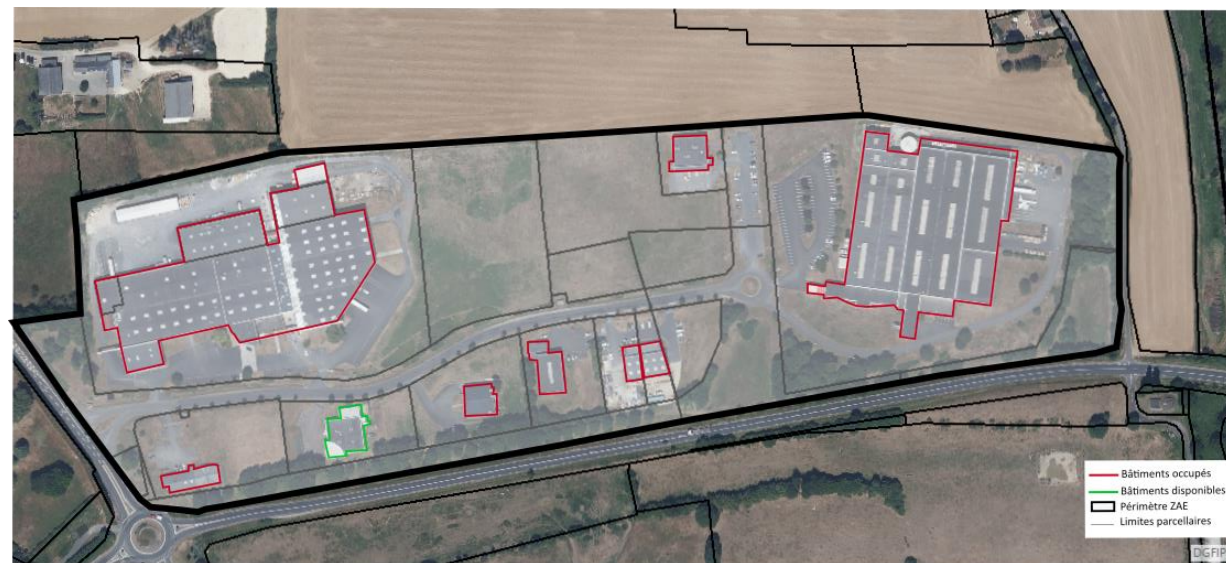 Bâtiments occupés
Bâtiments disponibles
Périmètre ZAE
Limites parcellaires
DGFIP